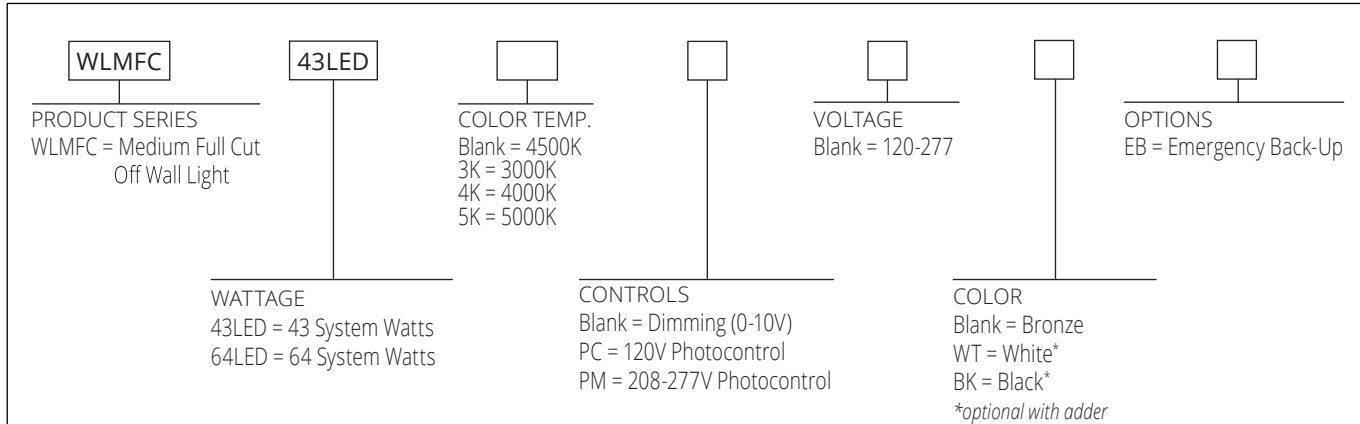 WLMFC
43LED
PRODUCT SERIES
WLMFC = Medium Full Cut
Off Wall Light
COLOR TEMP.
Blank = 4500K
3K = 3000K
4K = 4000K
5K = 5000K
VOLTAGE
Blank = 120-277
OPTIONS
EB = Emergency Back-Up
WATTAGE
43LED = 43 System Watts
64LED = 64 System Watts
CONTROLS
Blank = Dimming (0-10V)
PC = 120V Photocontrol
PM = 208-277V Photocontrol
COLOR
Blank = Bronze
WT = White*
BK = Black*
*optional with adder